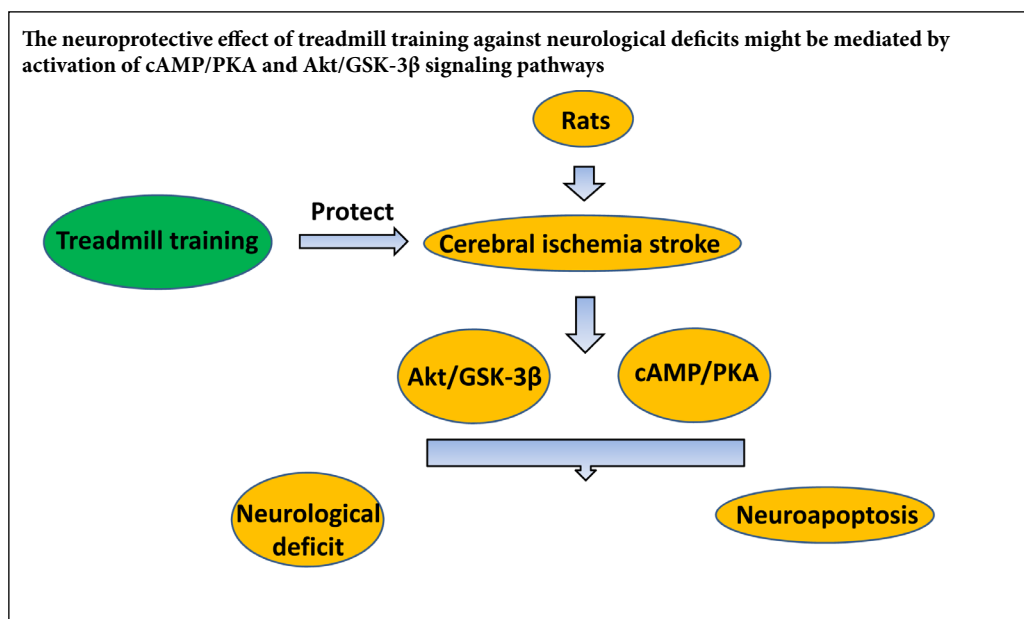 The neuroprotective effect of treadmill training against neurological deficits might be mediated by
activation of cAMP/PKA and Akt/GSK-3β signaling pathways
Rats
Protect
Treadmill training
Cerebral ischemia stroke
Akt/GSK-3β
cAMP/PKA
Neurological
deficit
Neuroapoptosis